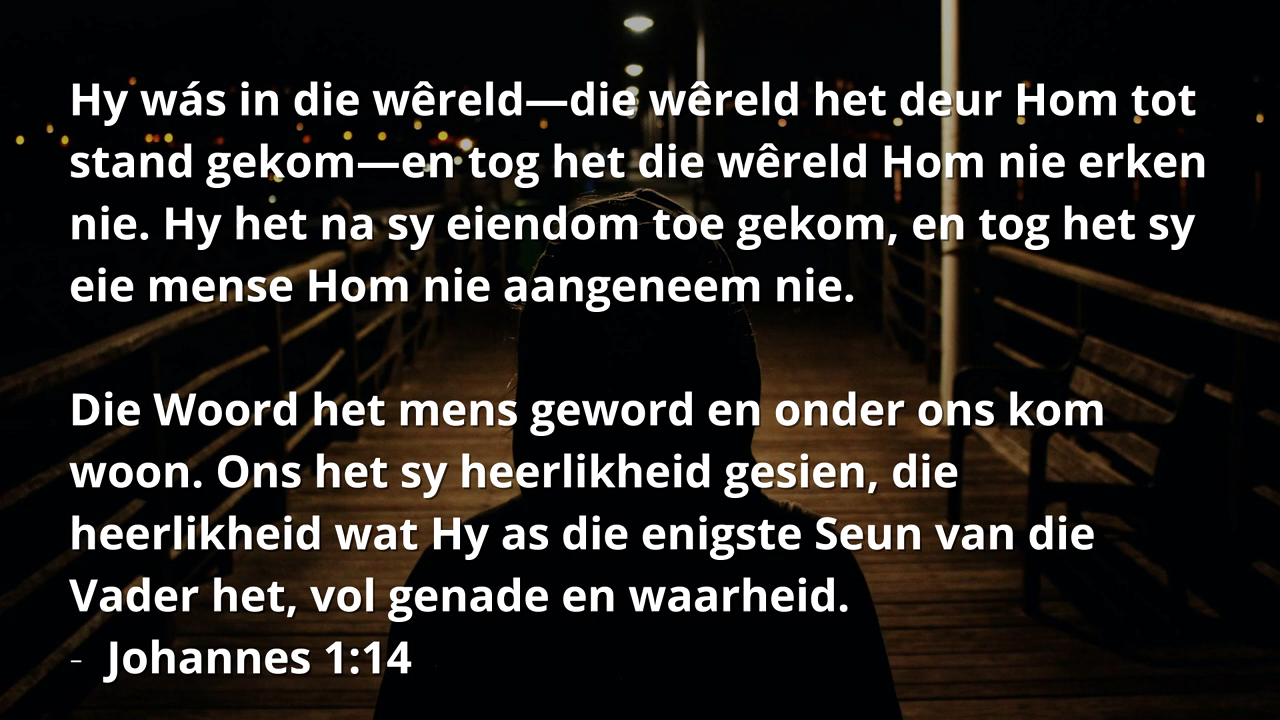 Hy wás in die wêreld—die wêreld het deur Hom tot
stand gekom—en tog het die wêreld Hom nie erken
nie. Hy het na sy eiendom toe gekom, en tog het sy
eie mense Hom nie aangeneem nie.
Die Woord het mens geword en onder ons kom
woon. Ons het sy heerlikheid gesien, die
heerlikheid wat Hy as die enigste Seun van die
Vader het, vol genade en waarheid.
- Johannes 1:14